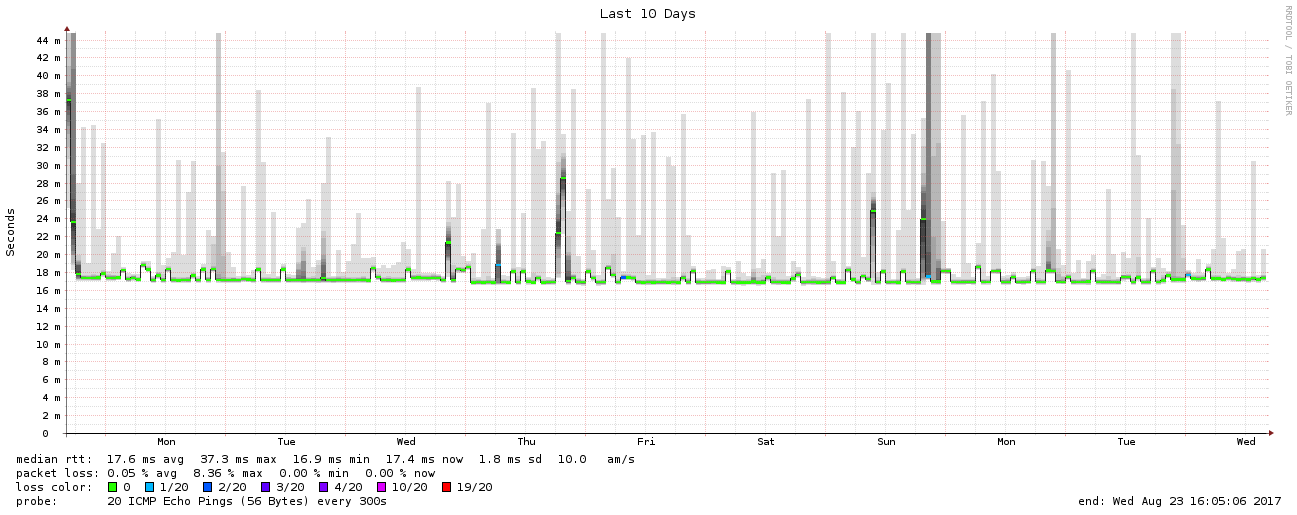 Last 10 Days
RRDTOOL / TOBI OETIKER
Seconds
44 m
42 m
40 m
38 m
36 m
34 m
32 m
30 m
28 m
26 m
24 m
22 m
20 m
18 m
16 m
14 m
12 m
10 m
8 m
6 m
4 m
2 m
0
Mon Tue Wed Thu Fri Sat Sun Mon Tue Wed
median rtt: 17.6 ms avg 37.3 ms max 16.9 ms min 17.4 ms now 1.8 ms sd 10.0 am/s
packet loss: 0.05 % avg 8.36 % max 0.00 % min 0.00 % now
loss color: 0 1/20 2/20 3/20 4/20 10/20 19/20
probe: 20 ICMP Echo Pings (56 Bytes) every 300s
end: Wed Aug 23 16:05:06 2017